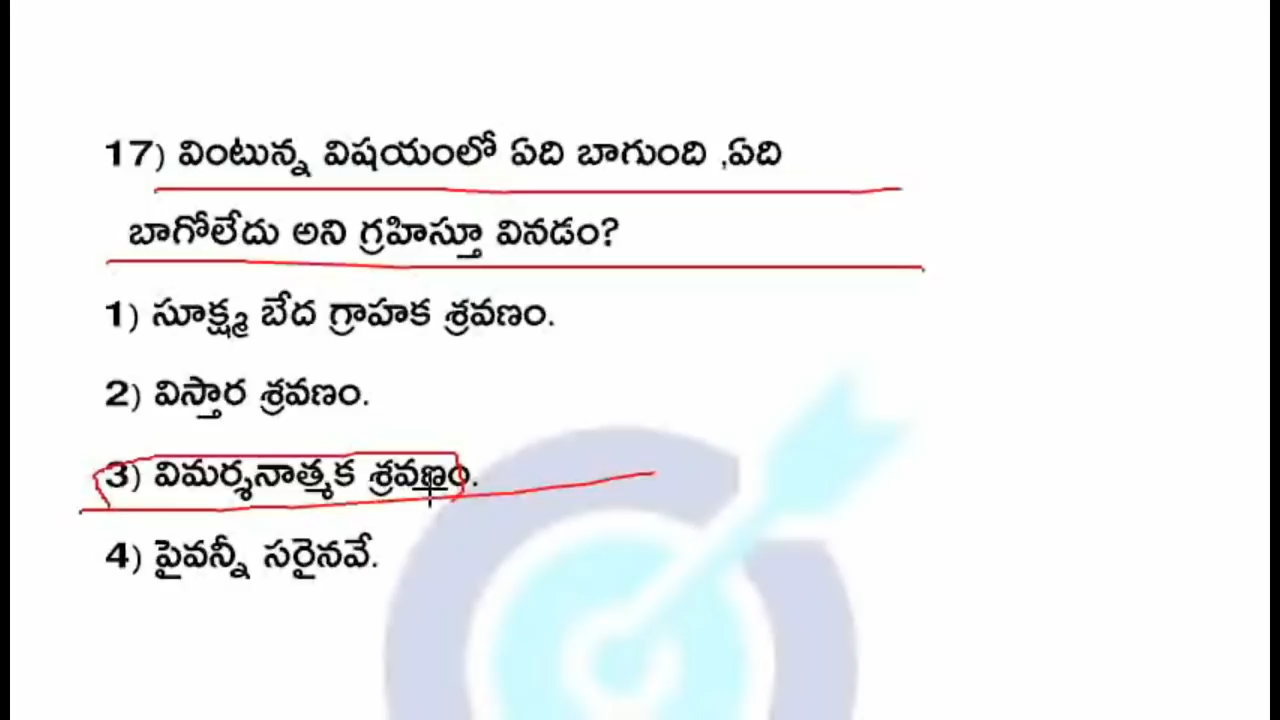 17) వింటున్న విషయంలో ఏది బాగుంది ,ఏది
బాగోలేదు అని గ్రహిస్తూ వినడం?
1) సూక్ష్మ బేద గ్రాహక శ్రవణం.
2) విస్తార శ్రవణం.
3) విమర్శనాత్మక శ్రవణం.
4) పైవన్నీ సరైనవే.